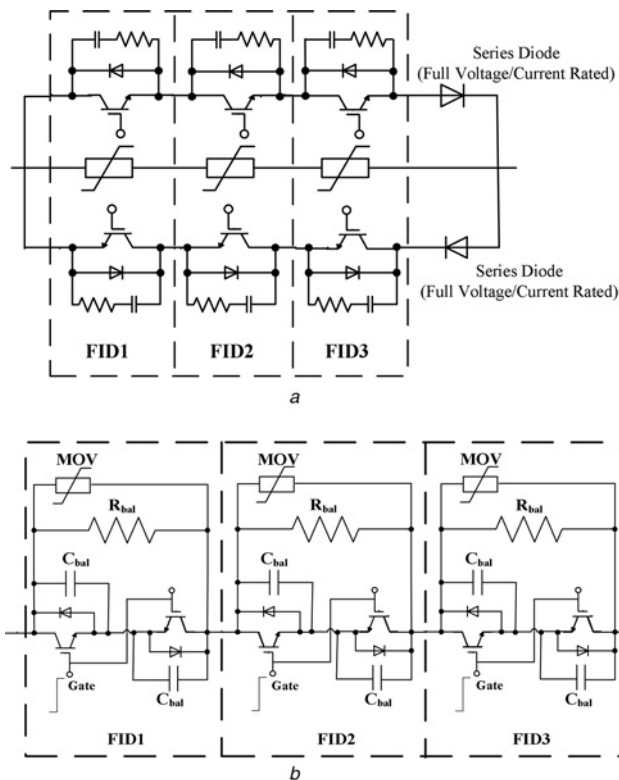 Series Diode
(Full Voltage/Current Rated)
Series Diode
(Full Voltage/Current Rated)
FID1 FID2 FID3
a
MOV MOV MOV
Rbal Rbal Rbal
Cbal Cbal Cbal
Gate Gate Gate
Cbal Cbal Cbal
FID1 FID2 FID3
b